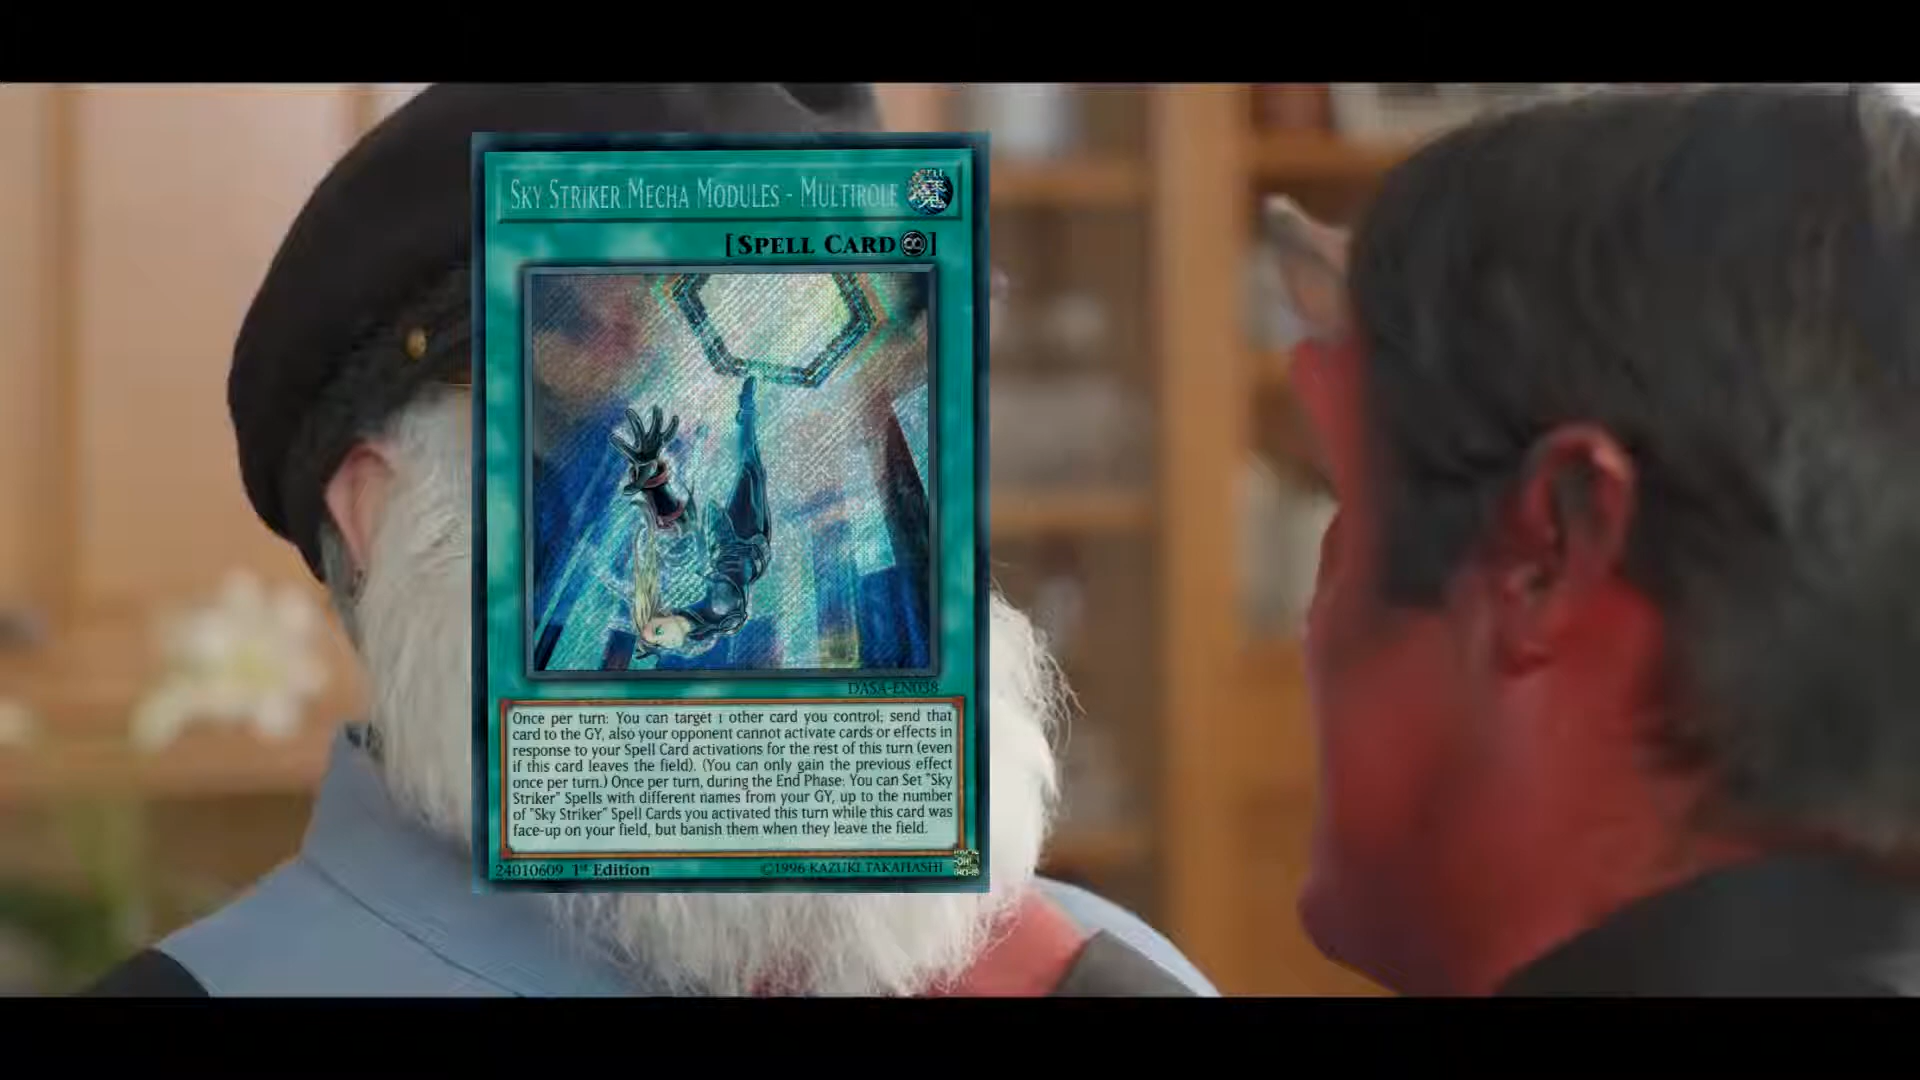 SKY STRIKER MECHA MODULES - MULTIROLE
[SPELL CARD]
DASA-EN038
Once per turn: You can target 1 other card you control; send that
card to the GY, also your opponent cannot activate cards or effects in
response to your Spell Card activations for the rest of this turn (even
if this card leaves the field). (You can only gain the previous effect
once per turn.) Once per turn, during the End Phase: You can Set "Sky
Striker" Spells with different names from your GY, up to the number
of "Sky Striker" Spell Cards you activated this turn while this card was
face-up on your field, but banish them when they leave the field.
24010609 1st Edition ©1996 KAZUKI TAKAHASHI